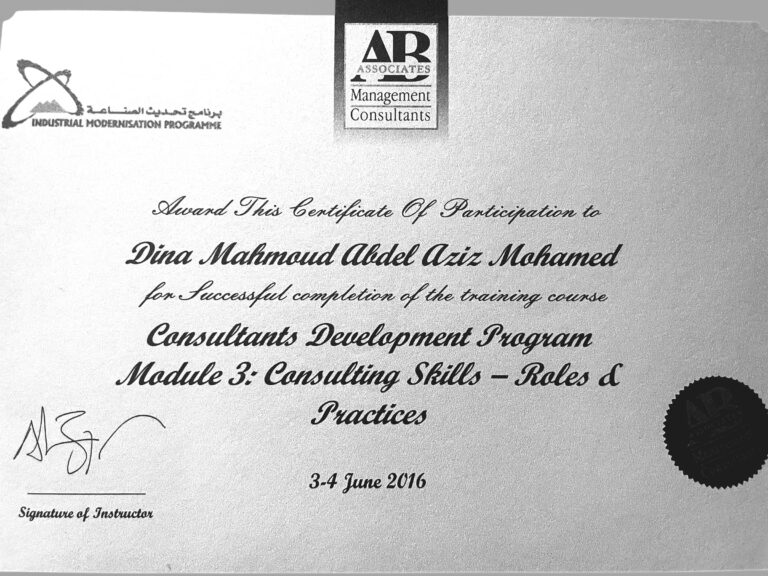 AB
ASSOCIATES
Management
Consultants
برنامج تحديث الصناعة
INDUSTRIAL MODERNISATION PROGRAMME
Award This Certificate Of Participation to
Dina Mahmoud Abdel Aziz Mohamed
for Successful completion of the training course
Consultants Development Program
Module 3: Consulting Skills – Roles &
Practices
3-4 June 2016
Signature of Instructor
AB